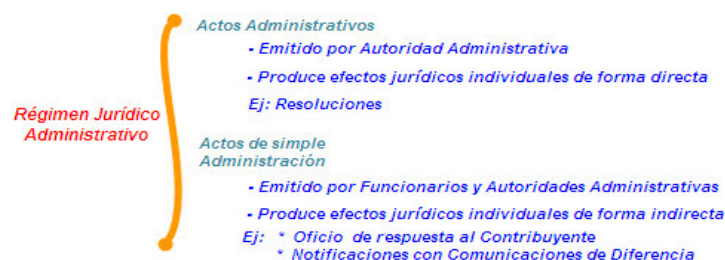 Régimen Jurídico
Administrativo
Actos Administrativos
- Emitido por Autoridad Administrativa
- Produce efectos jurídicos individuales de forma directa
Ej: Resoluciones
Actos de simple
Administración
- Emitido por Funcionarios y Autoridades Administrativas
- Produce efectos jurídicos individuales de forma indirecta
Ej: * Oficio de respuesta al Contribuyente
* Notificaciones con Comunicaciones de Diferencia